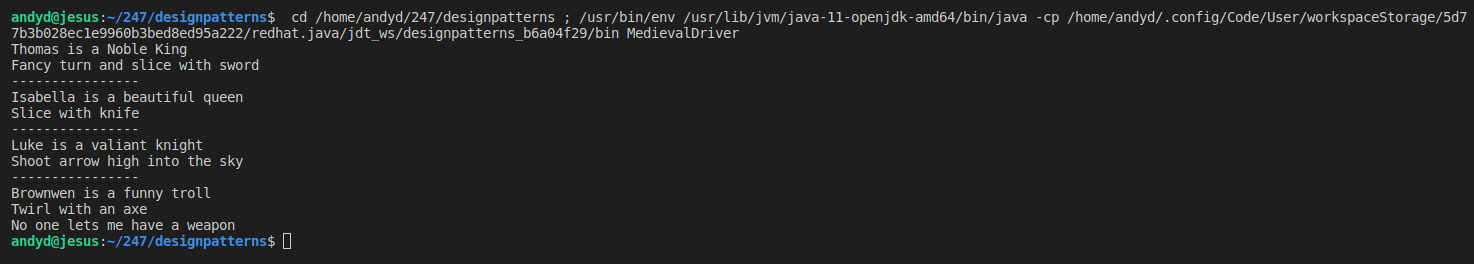 andyd@jesus:~/247/designpatterns$  cd /home/andyd/247/designpatterns ; /usr/bin/env /usr/lib/jvm/java-11-openjdk-amd64/bin/java -cp /home/andyd/.config/Code/User/workspaceStorage/5d7
7b3b028ec1e9960b3bed8ed95a222/redhat.java/jdt_ws/designpatterns_b6a04f29/bin MedievalDriver
Thomas is a Noble King
Fancy turn and slice with sword
----------------
Isabella is a beautiful queen
Slice with knife
----------------
Luke is a valiant knight
Shoot arrow high into the sky
----------------
Brownwen is a funny troll
Twirl with an axe
No one lets me have a weapon
andyd@jesus:~/247/designpatterns$